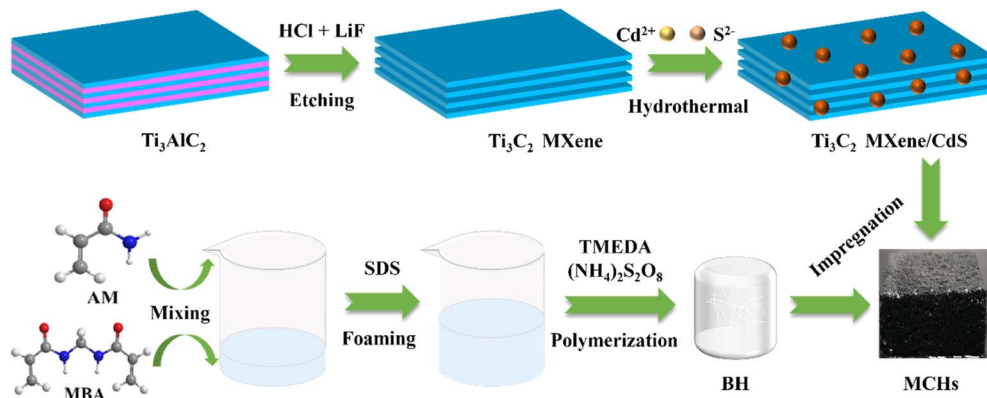 HCl + LiF
Etching
Cd²⁺ S²⁻
Hydrothermal
Ti₃AlC₂
Ti₃C₂ MXene
Ti₃C₂ MXene/CdS
AM
Mixing
MBA
SDS
Foaming
TMEDA
(NH₄)₂S₂O₈
Polymerization
BH
Impregnation
MCHs